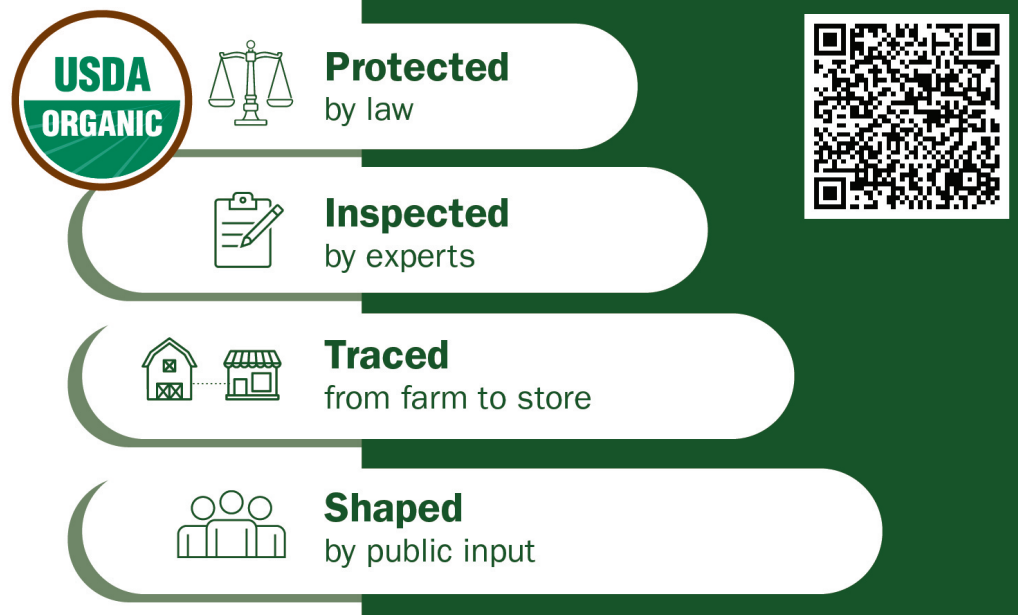 USDA
ORGANIC
Protected
by law
Inspected
by experts
Traced
from farm to store
Shaped
by public input